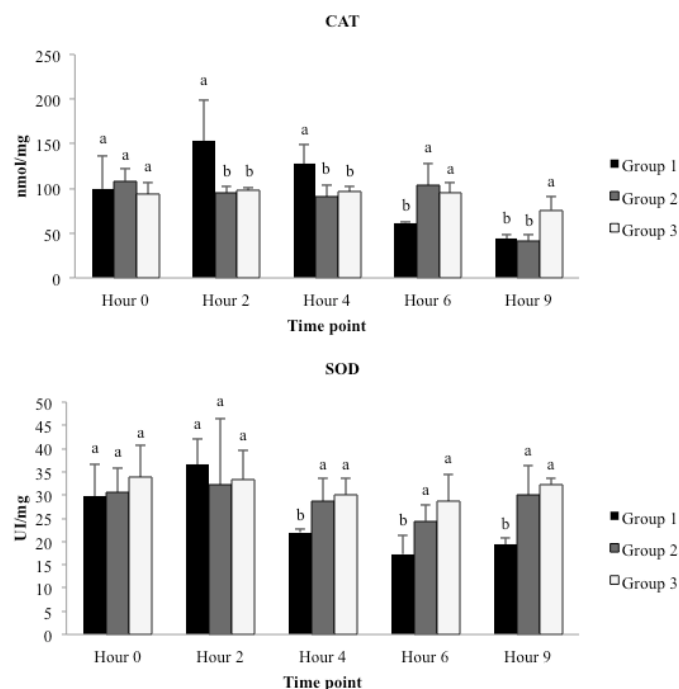 CAT
250
200
150
100
50
0
nmol/mg
a a a
a b b
a b b
b a a
b b a
Hour 0 Hour 2 Hour 4 Hour 6 Hour 9
Time point
Group 1
Group 2
Group 3
SOD
50
45
40
35
30
25
20
15
10
5
0
UI/mg
a a a
a a a
b a a
b a a
b a a
Hour 0 Hour 2 Hour 4 Hour 6 Hour 9
Time point
Group 1
Group 2
Group 3